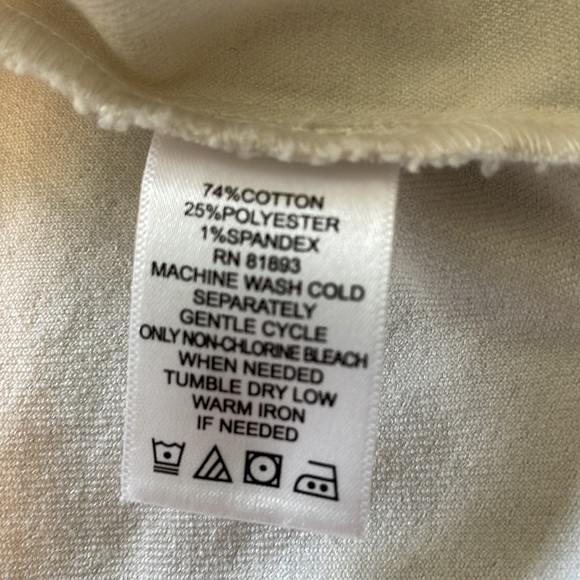 74%COTTON
25%POLYESTER
1%SPANDEX
RN 81893
MACHINE WASH COLD
SEPARATELY
GENTLE CYCLE
ONLY NON-CHLORINE BLEACH
WHEN NEEDED
TUMBLE DRY LOW
WARM IRON
IF NEEDED